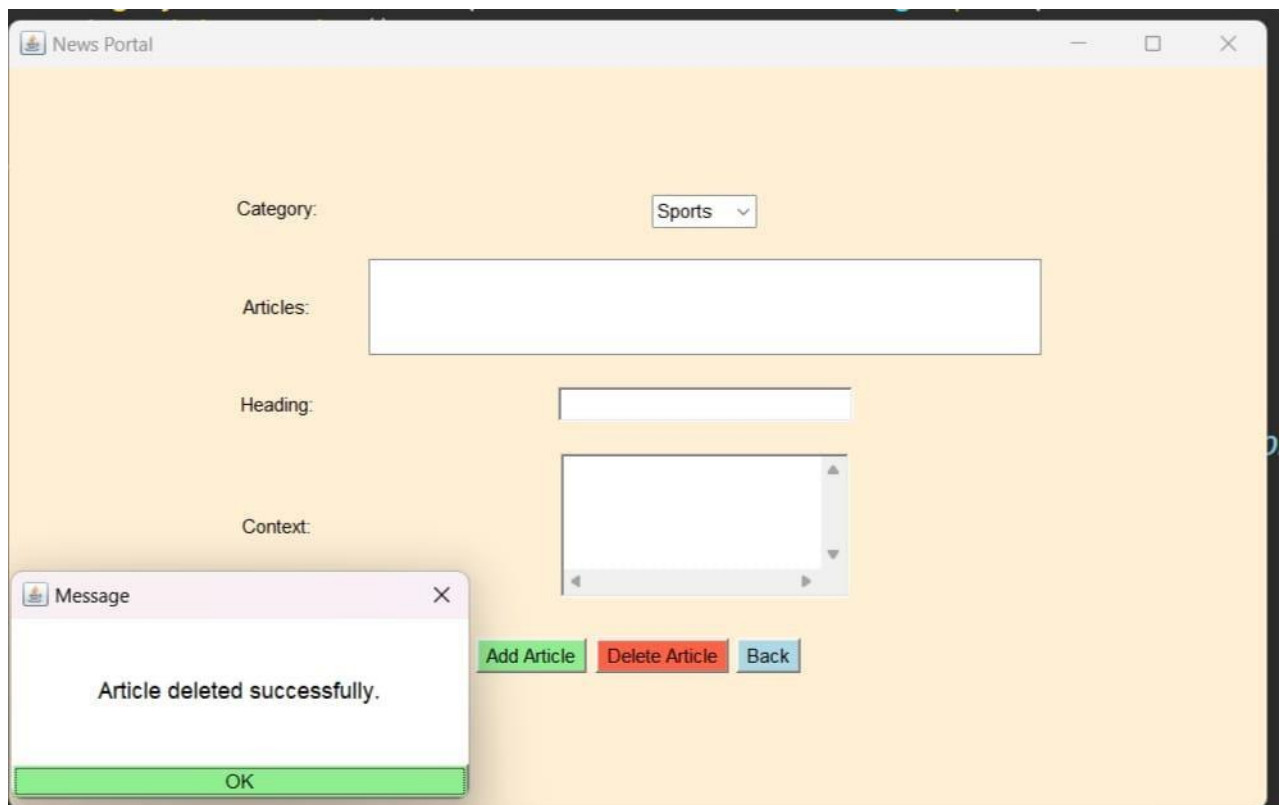 News Portal
Category:
Sports
Articles:
Heading:
Context:
Message
Article deleted successfully.
OK
Add Article
Delete Article
Back